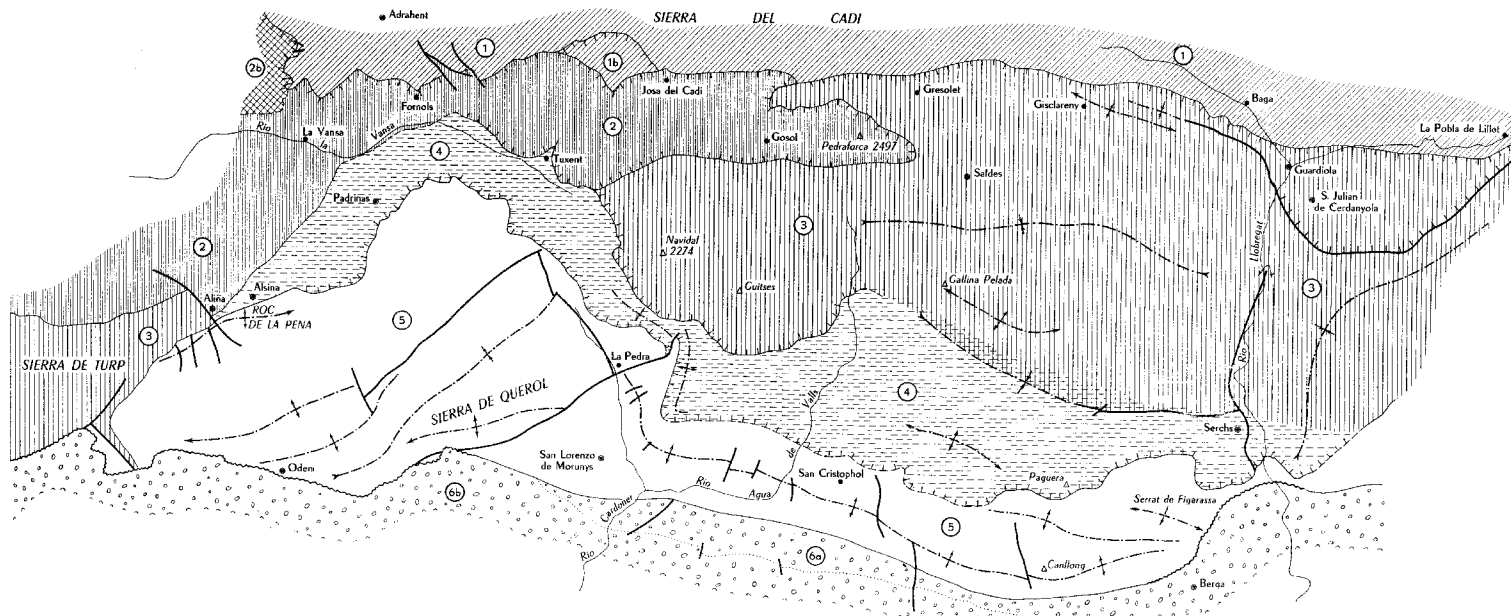 SIERRA DEL CADI
Adrahent
1
1
2b
1b
Josa del Cadi
Gresolet
Gisclareny
Baga
Fornols
La Pobla de Lillet
Rio
La Vansa
la
Vansa
2
Gosol
Pedraforca 2497
4
Tuxent
Guardiola
Saldes
S. Julian
de Cerdanyola
Padrinas
3
2
Navidal
2274
Llobregat
Guitses
Gallina Pelada
3
Alsina
Aliña
ROC
DE LA PENA
5
3
SIERRA DE TURP
La Pedra
Rio
4
Valls
SIERRA DE QUEROL
Serchs
de
Oden
San Lorenzo
de Morunys
San Cristophol
Paguera
6b
Rio
Agua
Serrat de Figarassa
Cardoner
5
Rio
6a
Canllong
Berga